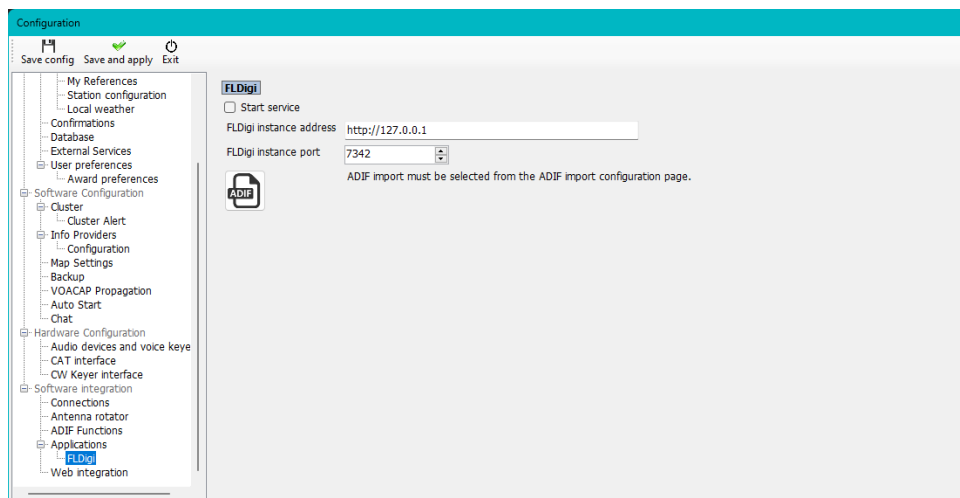 Configuration
Save config Save and apply Exit
My References
Station configuration
Local weather
Confirmations
Database
External Services
User preferences
Award preferences
Software Configuration
Cluster
Cluster Alert
Info Providers
Configuration
Map Settings
Backup
VOACAP Propagation
Auto Start
Chat
Hardware Configuration
Audio devices and voice keye
CAT interface
CW Keyer interface
Software integration
Connections
Antenna rotator
ADIF Functions
Applications
FLDigi
Web integration
FLDigi
Start service
FLDigi instance address http://127.0.0.1
FLDigi instance port 7342
ADIF import must be selected from the ADIF import configuration page.
ADIF